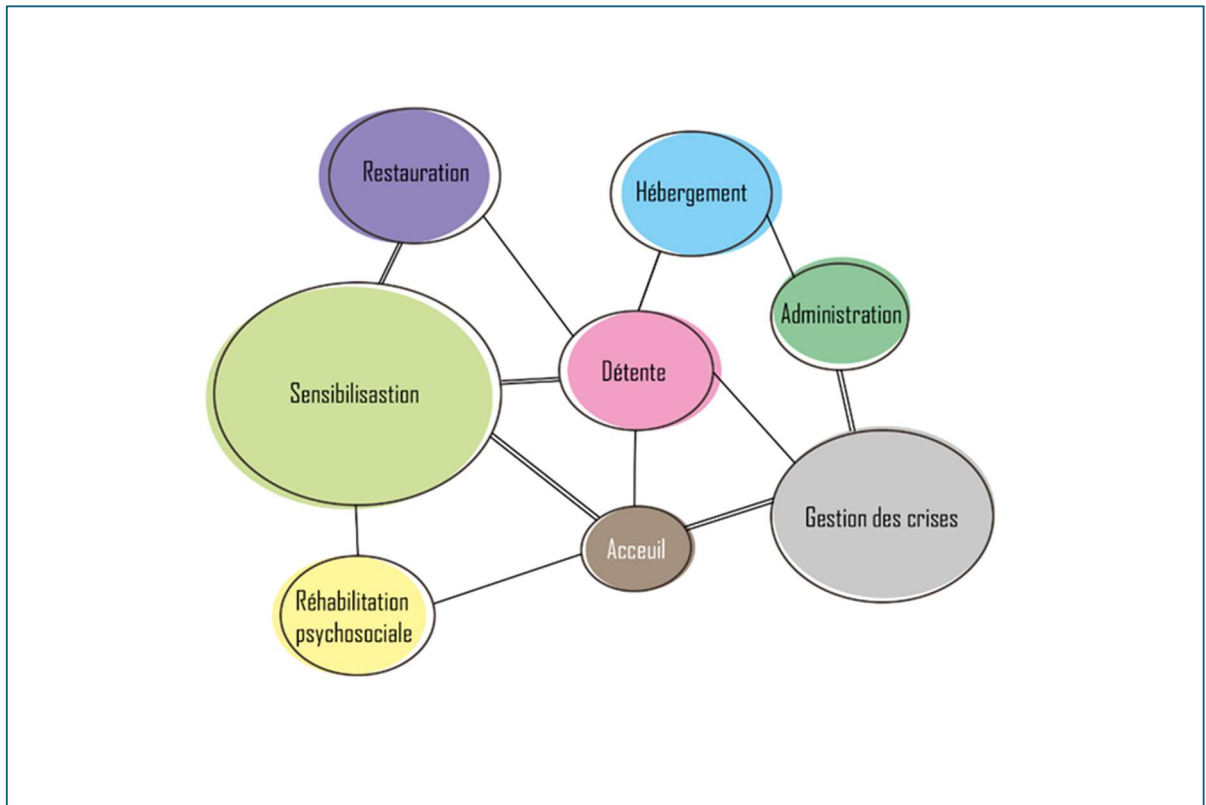 Restauration
Hébergement
Administration
Détente
Sensibilisastion
Gestion des crises
Acceuil
Réhabilitation
psychosociale